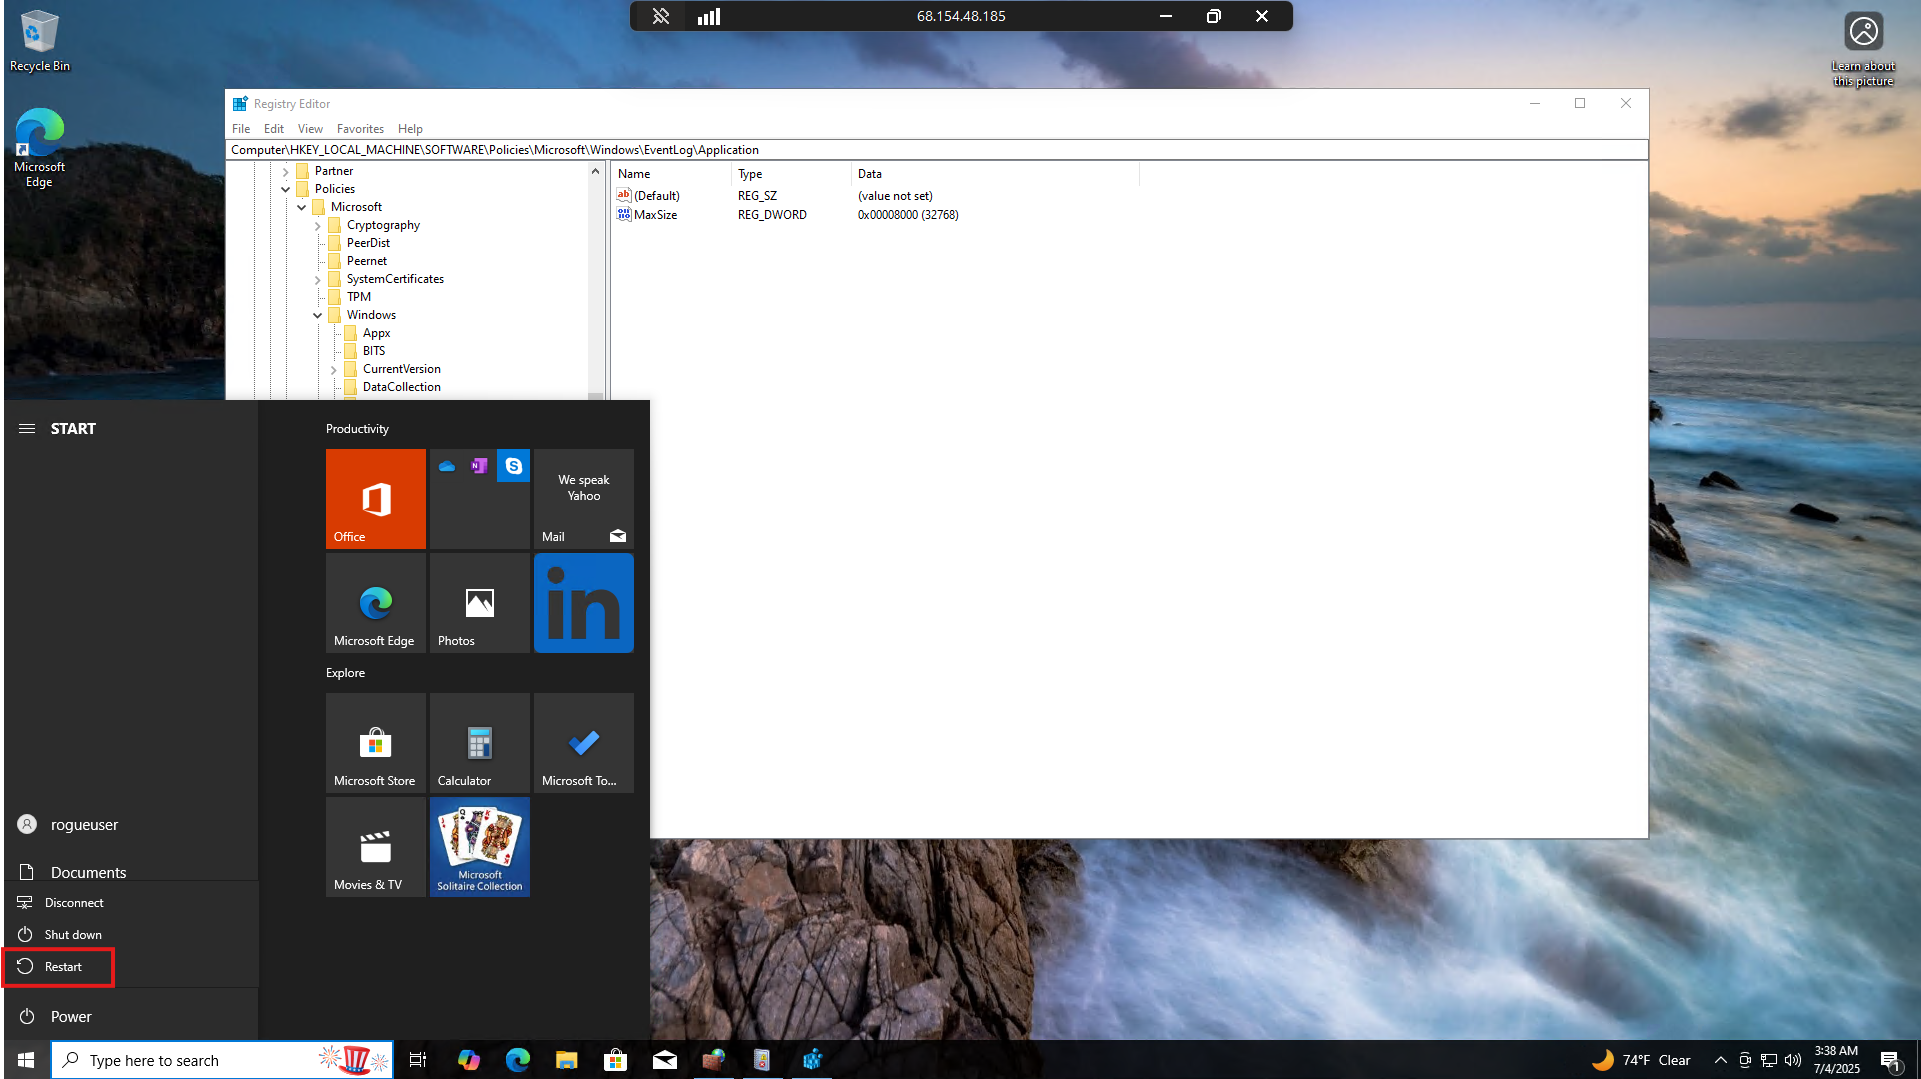 68.154.48.185
Recycle Bin
Learn about
this picture
Microsoft
Edge
Registry Editor
File Edit View Favorites Help
Computer\HKEY_LOCAL_MACHINE\SOFTWARE\Policies\Microsoft\Windows\EventLog\Application
Partner
Policies
Microsoft
Cryptography
PeerDist
Peernet
SystemCertificates
TPM
Windows
Appx
BITS
CurrentVersion
DataCollection
Name Type Data
ab (Default) REG_SZ (value not set)
MaxSize REG_DWORD 0x00008000 (32768)
START
rogueuser
Documents
Disconnect
Shut down
Restart
Power
Productivity
Office
N
S
We speak
Yahoo
Mail
Microsoft Edge
Photos
in
Explore
Microsoft Store
Calculator
Microsoft To...
Movies & TV
Microsoft
Solitaire Collection
Type here to search
74°F Clear
3:38 AM
7/4/2025
1